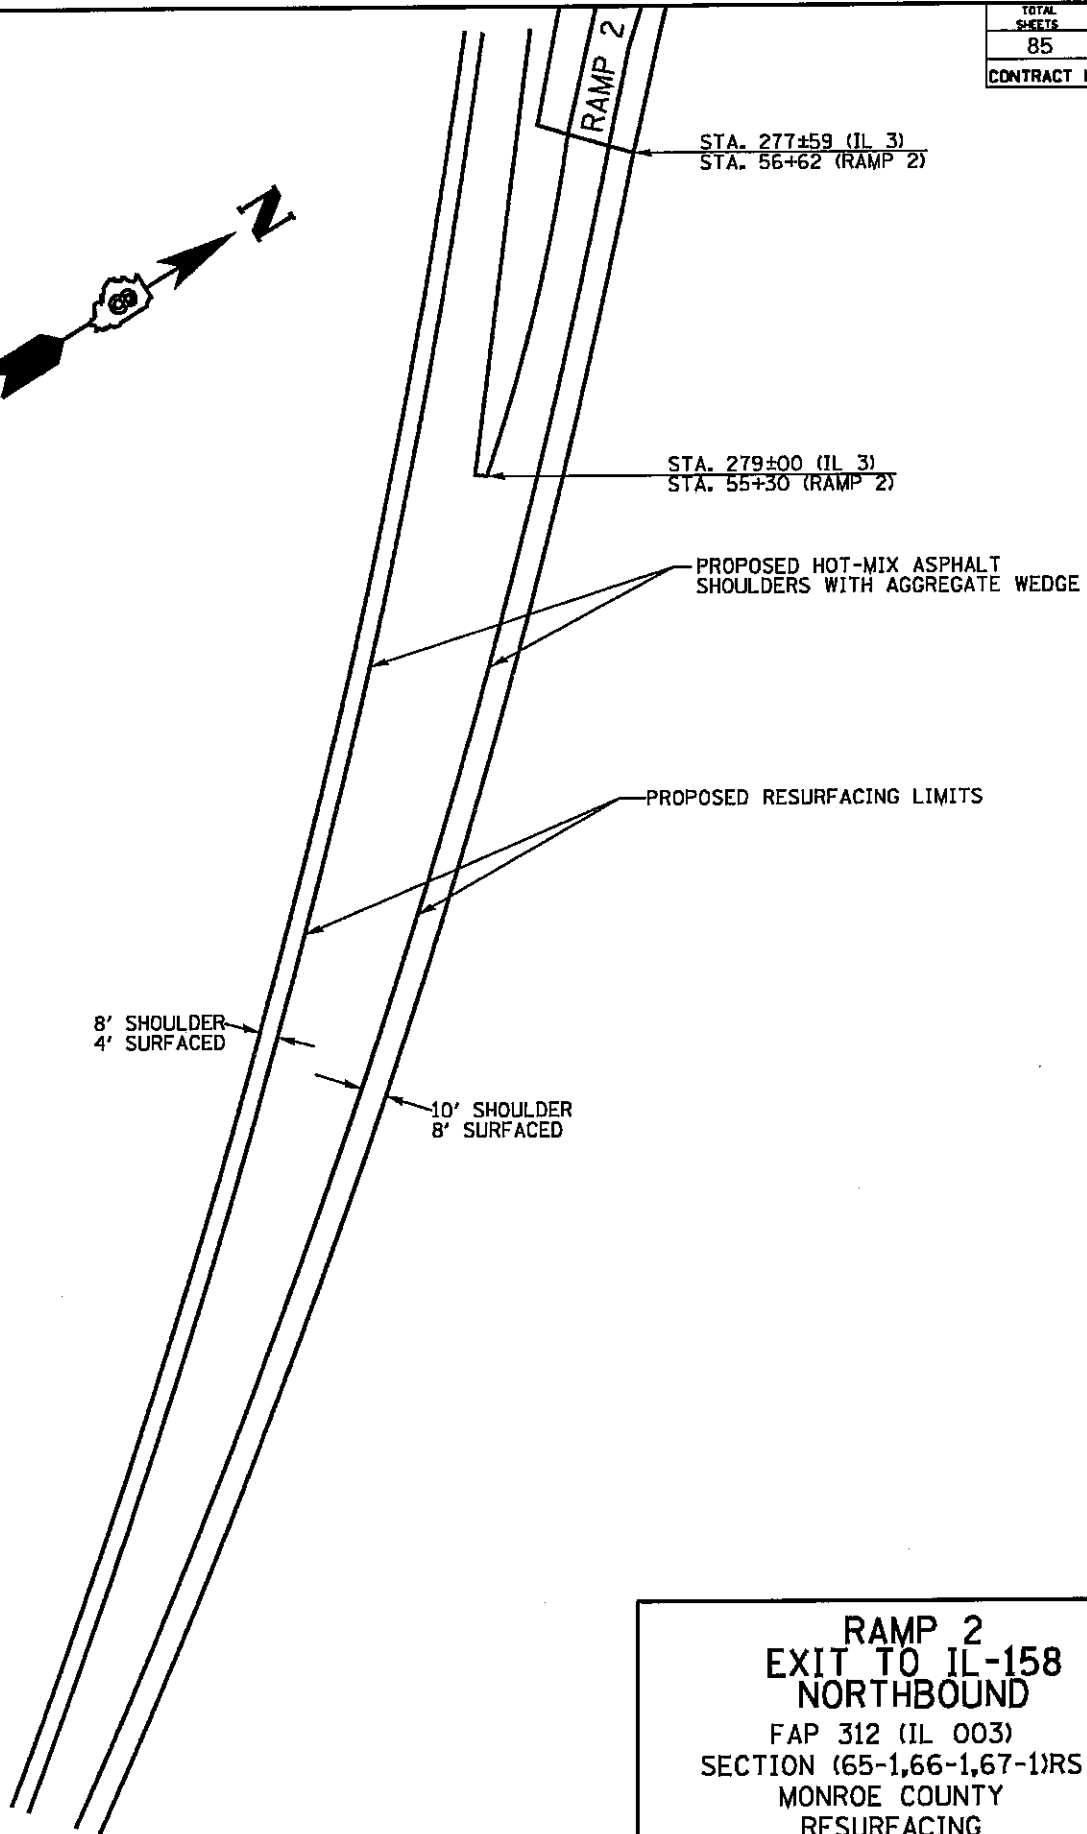 TOTAL
SHEETS
85
CONTRACT
RAMP 2
STA. 277±59 (IL 3)
STA. 56+62 (RAMP 2)
N
STA. 279±00 (IL 3)
STA. 55+30 (RAMP 2)
PROPOSED HOT-MIX ASPHALT
SHOULDERS WITH AGGREGATE WEDGE
PROPOSED RESURFACING LIMITS
8' SHOULDER
4' SURFACED
10' SHOULDER
8' SURFACED
RAMP 2
EXIT TO IL-158
NORTHBOUND
FAP 312 (IL 003)
SECTION (65-1,66-1,67-1)RS
MONROE COUNTY
RESURFACING